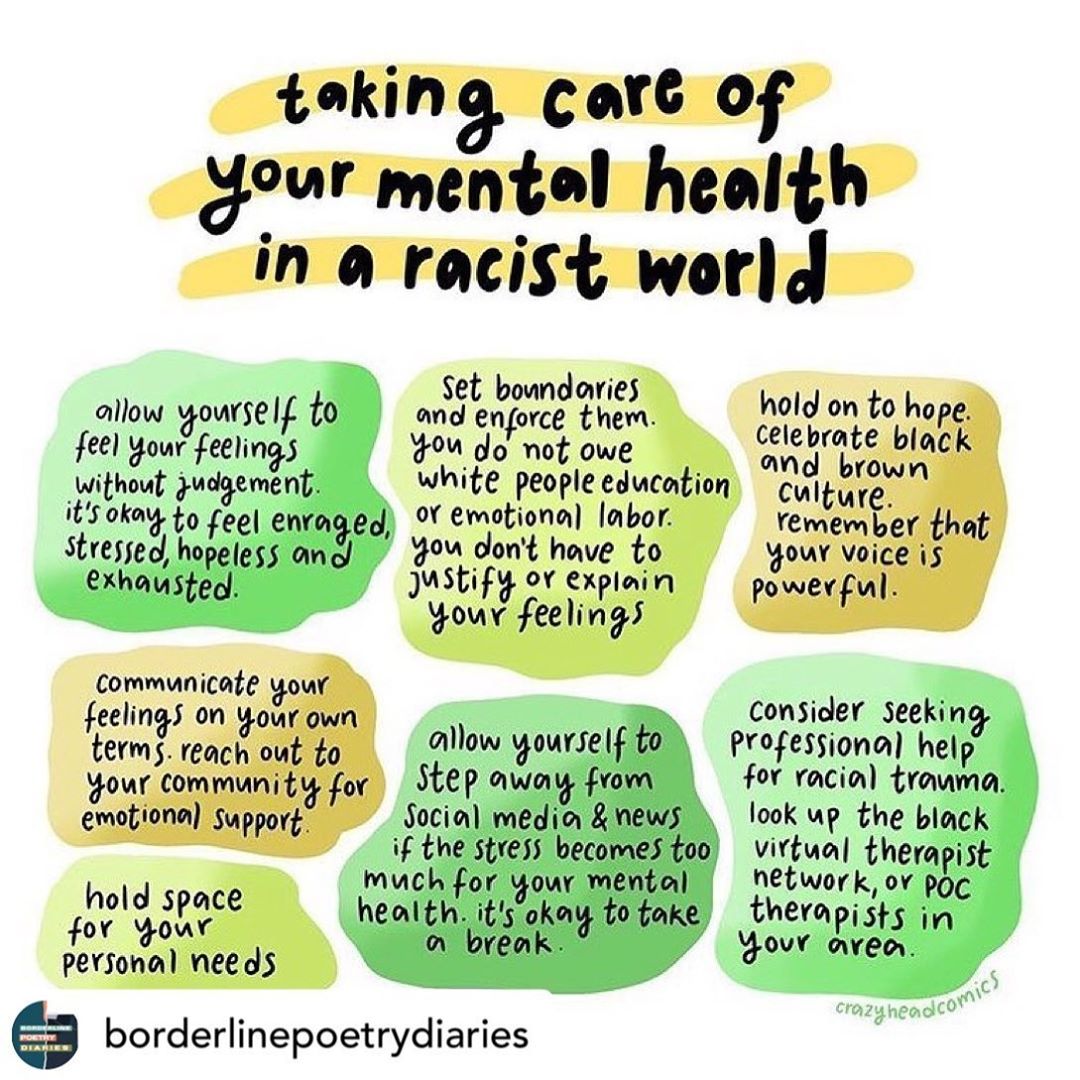 taking care of
your mental health
in a racist world
allow yourself to
feel your feelings
without judgement.
it's okay to feel enraged,
stressed, hopeless and
exhausted.
set boundaries
and enforce them.
you do not owe
white people education
or emotional labor.
you don't have to
justify or explain
your feelings
hold on to hope.
celebrate black
and brown
culture.
remember that
your voice is
powerful.
communicate your
feelings on your own
terms. reach out to
your community for
emotional support.
hold space
for your
personal needs
allow yourself to
step away from
social media & news
if the stress becomes too
much for your mental
health. it's okay to take
a break.
consider seeking
professional help
for racial trauma.
look up the black
virtual therapist
network, or POC
therapists in
your area.
crazyheadcomics
BORDERLINE
POETRY
DIARIES
borderlinepoetrydiaries